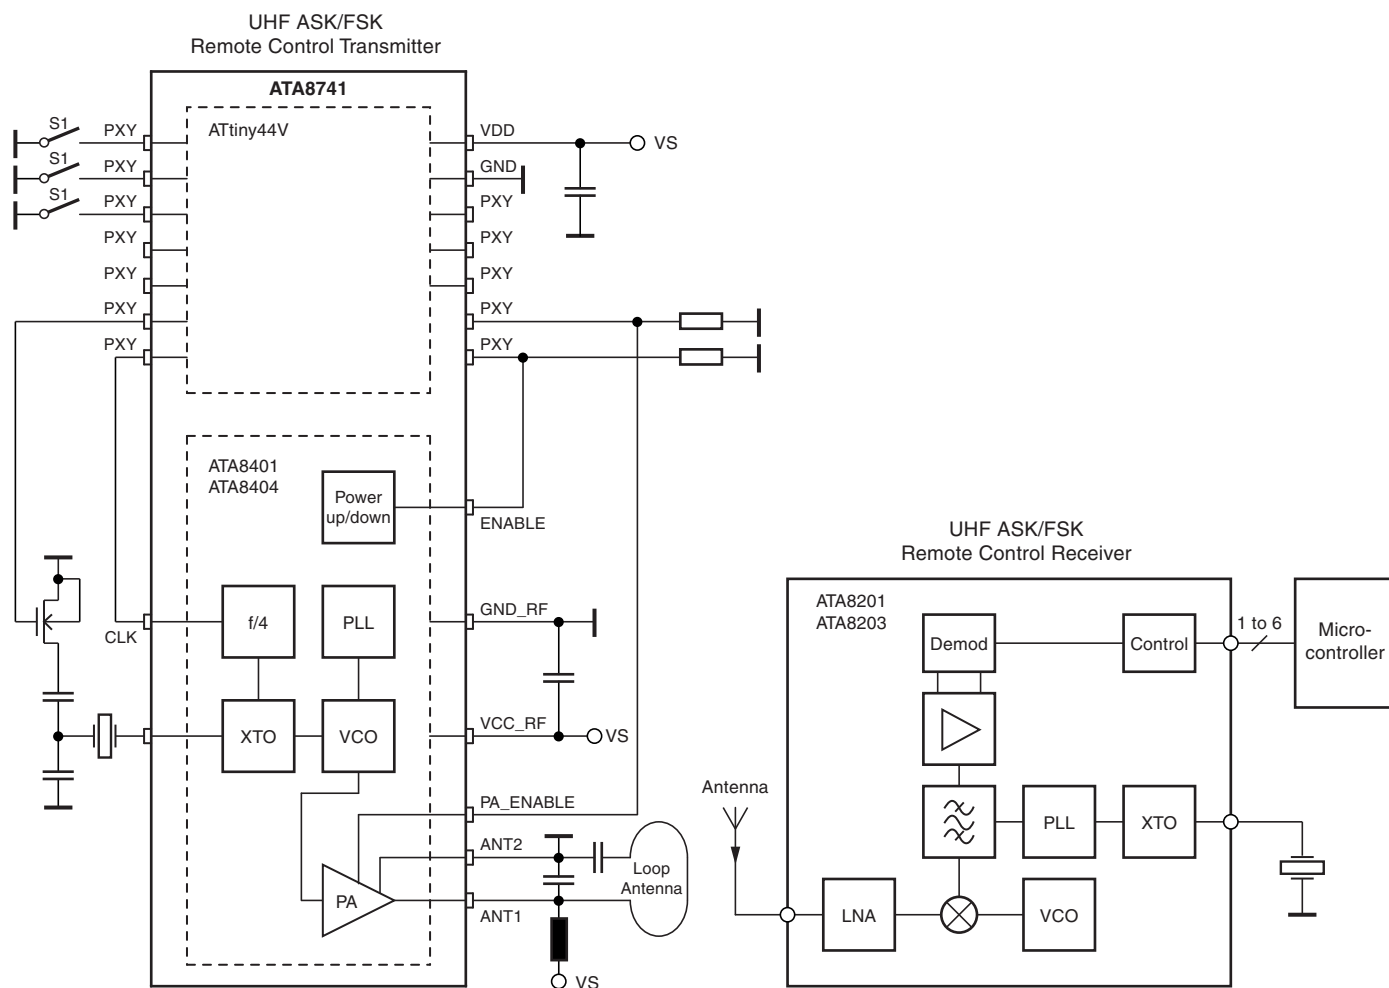 UHF ASK/FSK
Remote Control Transmitter
ATA8741
ATtiny44V
S1
PXY
S1
PXY
S1
PXY
PXY
PXY
PXY
PXY
VDD
VS
GND
PXY
PXY
PXY
PXY
PXY
ATA8401
ATA8404
Power
up/down
ENABLE
CLK
f/4
PLL
GND_RF
XTO
VCO
VCC_RF
VS
PA_ENABLE
ANT2
PA
ANT1
Loop
Antenna
VS
UHF ASK/FSK
Remote Control Receiver
ATA8201
ATA8203
Demod
Control
1 to 6
Micro-
controller
Antenna
PLL
XTO
LNA
VCO